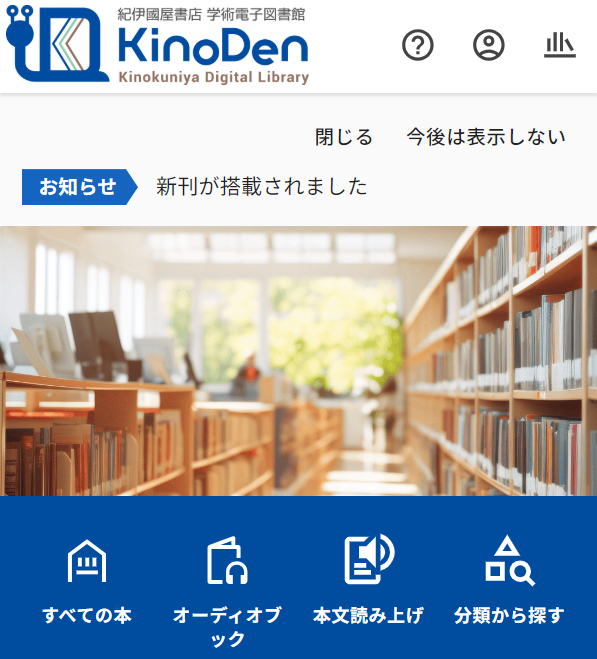 紀伊國屋書店 学術電子図書館
KinoDen
Kinokuniya Digital Library
閉じる 今後は表示しない
お知らせ 新刊が搭載されました
すべての本
オーディオブ
ック
本文読み上げ
分類から探す